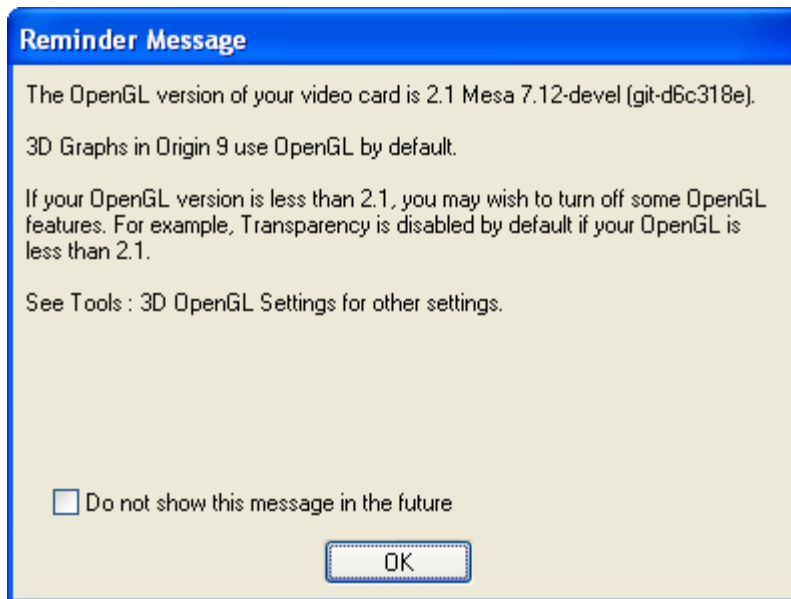 Reminder Message
The OpenGL version of your video card is 2.1 Mesa 7.12-devel (git-d6c318e).
3D Graphs in Origin 9 use OpenGL by default.
If your OpenGL version is less than 2.1, you may wish to turn off some OpenGL
features. For example, Transparency is disabled by default if your OpenGL is
less than 2.1.
See Tools : 3D OpenGL Settings for other settings.
Do not show this message in the future
OK